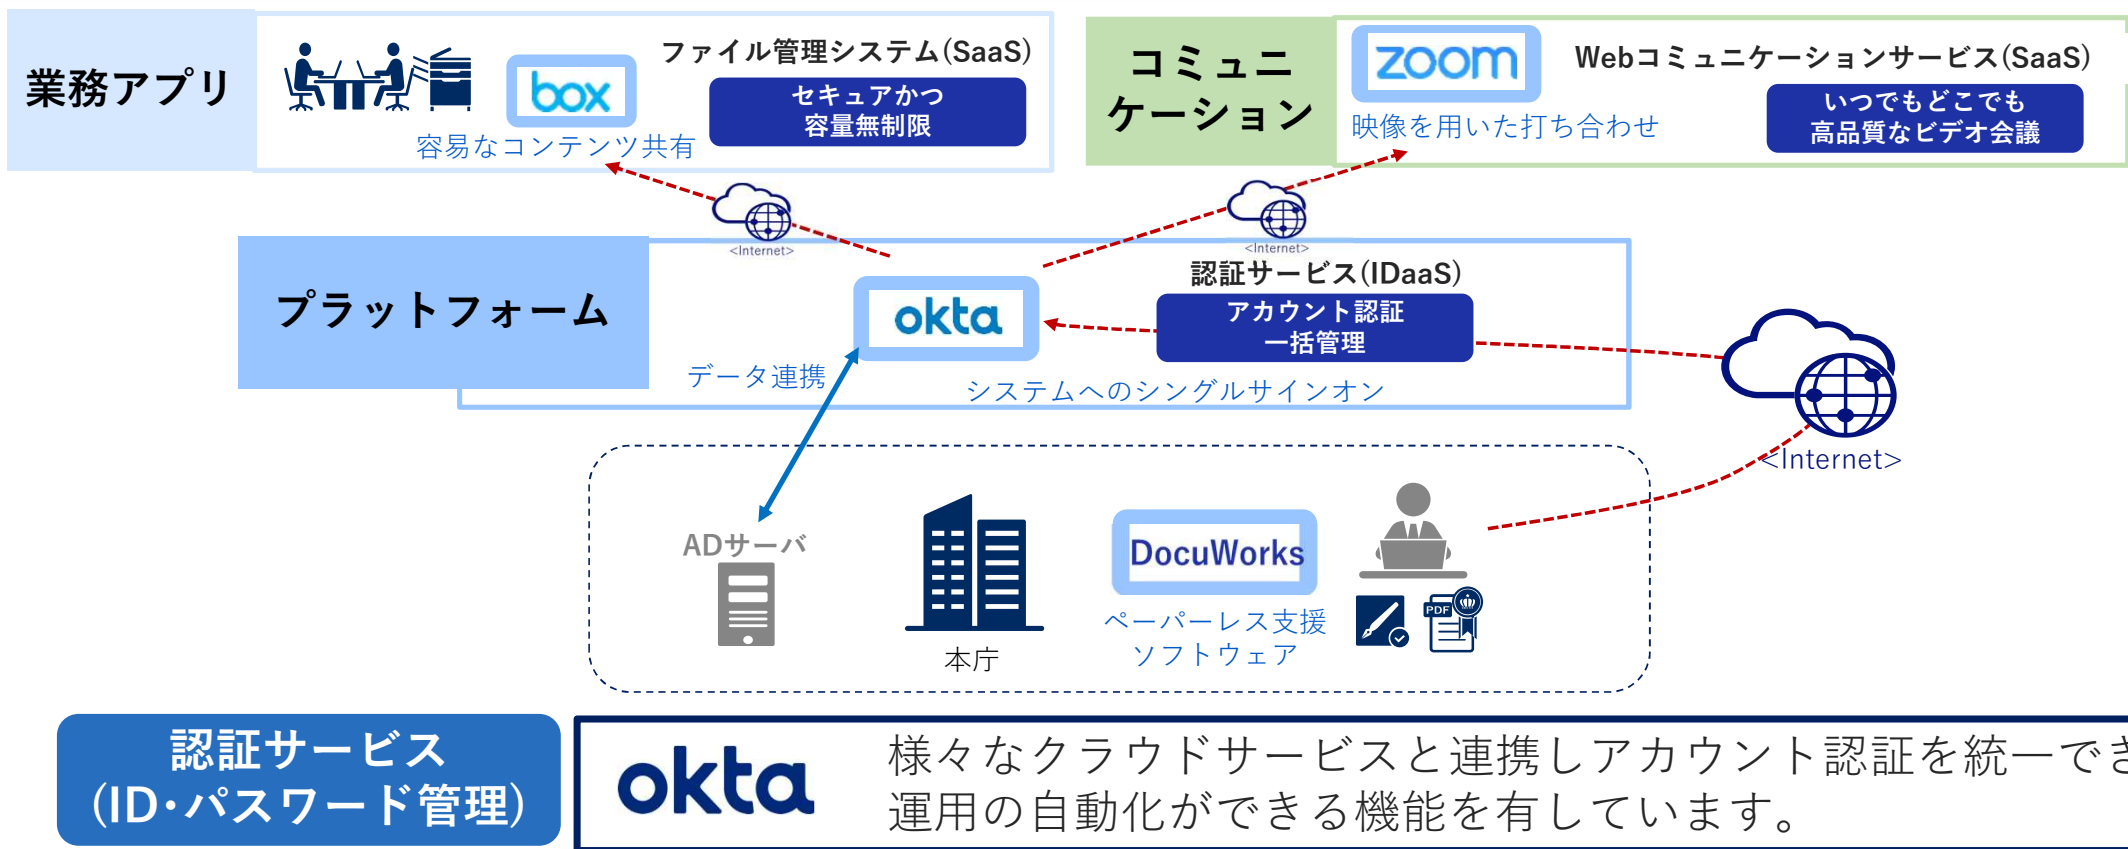 業務アプリ
box
ファイル管理システム(SaaS)
セキュアかつ
容量無制限
容易なコンテンツ共有
コミュニ
ケーション
zoom
Webコミュニケーションサービス(SaaS)
いつでもどこでも
高品質なビデオ会議
映像を用いた打ち合わせ
<Internet>
<Internet>
プラットフォーム
okta
認証サービス(IDaaS)
アカウント認証
一括管理
データ連携
システムへのシングルサインオン
<Internet>
ADサーバ
本庁
DocuWorks
ペーパーレス支援
ソフトウェア
PDF
認証サービス
(ID・パスワード管理)
okta
様々なクラウドサービスと連携しアカウント認証を統一でき
運用の自動化ができる機能を有しています。